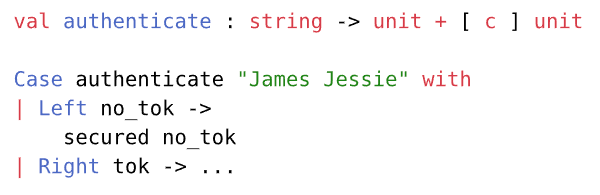 val authenticate : string -> unit + [ c ] unit
Case authenticate "James Jessie" with
| Left no_tok ->
secured no_tok
| Right tok -> ...